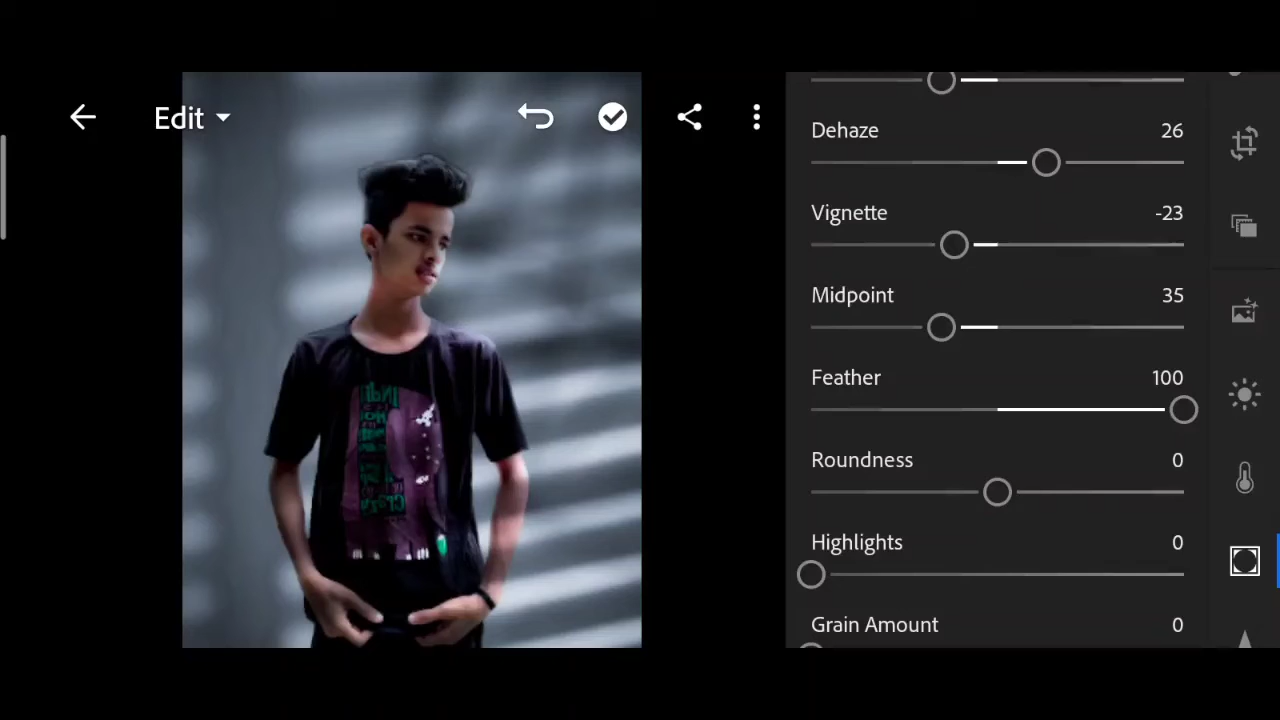 Edit
Dehaze 26
Vignette -23
Midpoint 35
Feather 100
Roundness 0
Highlights 0
Grain Amount 0